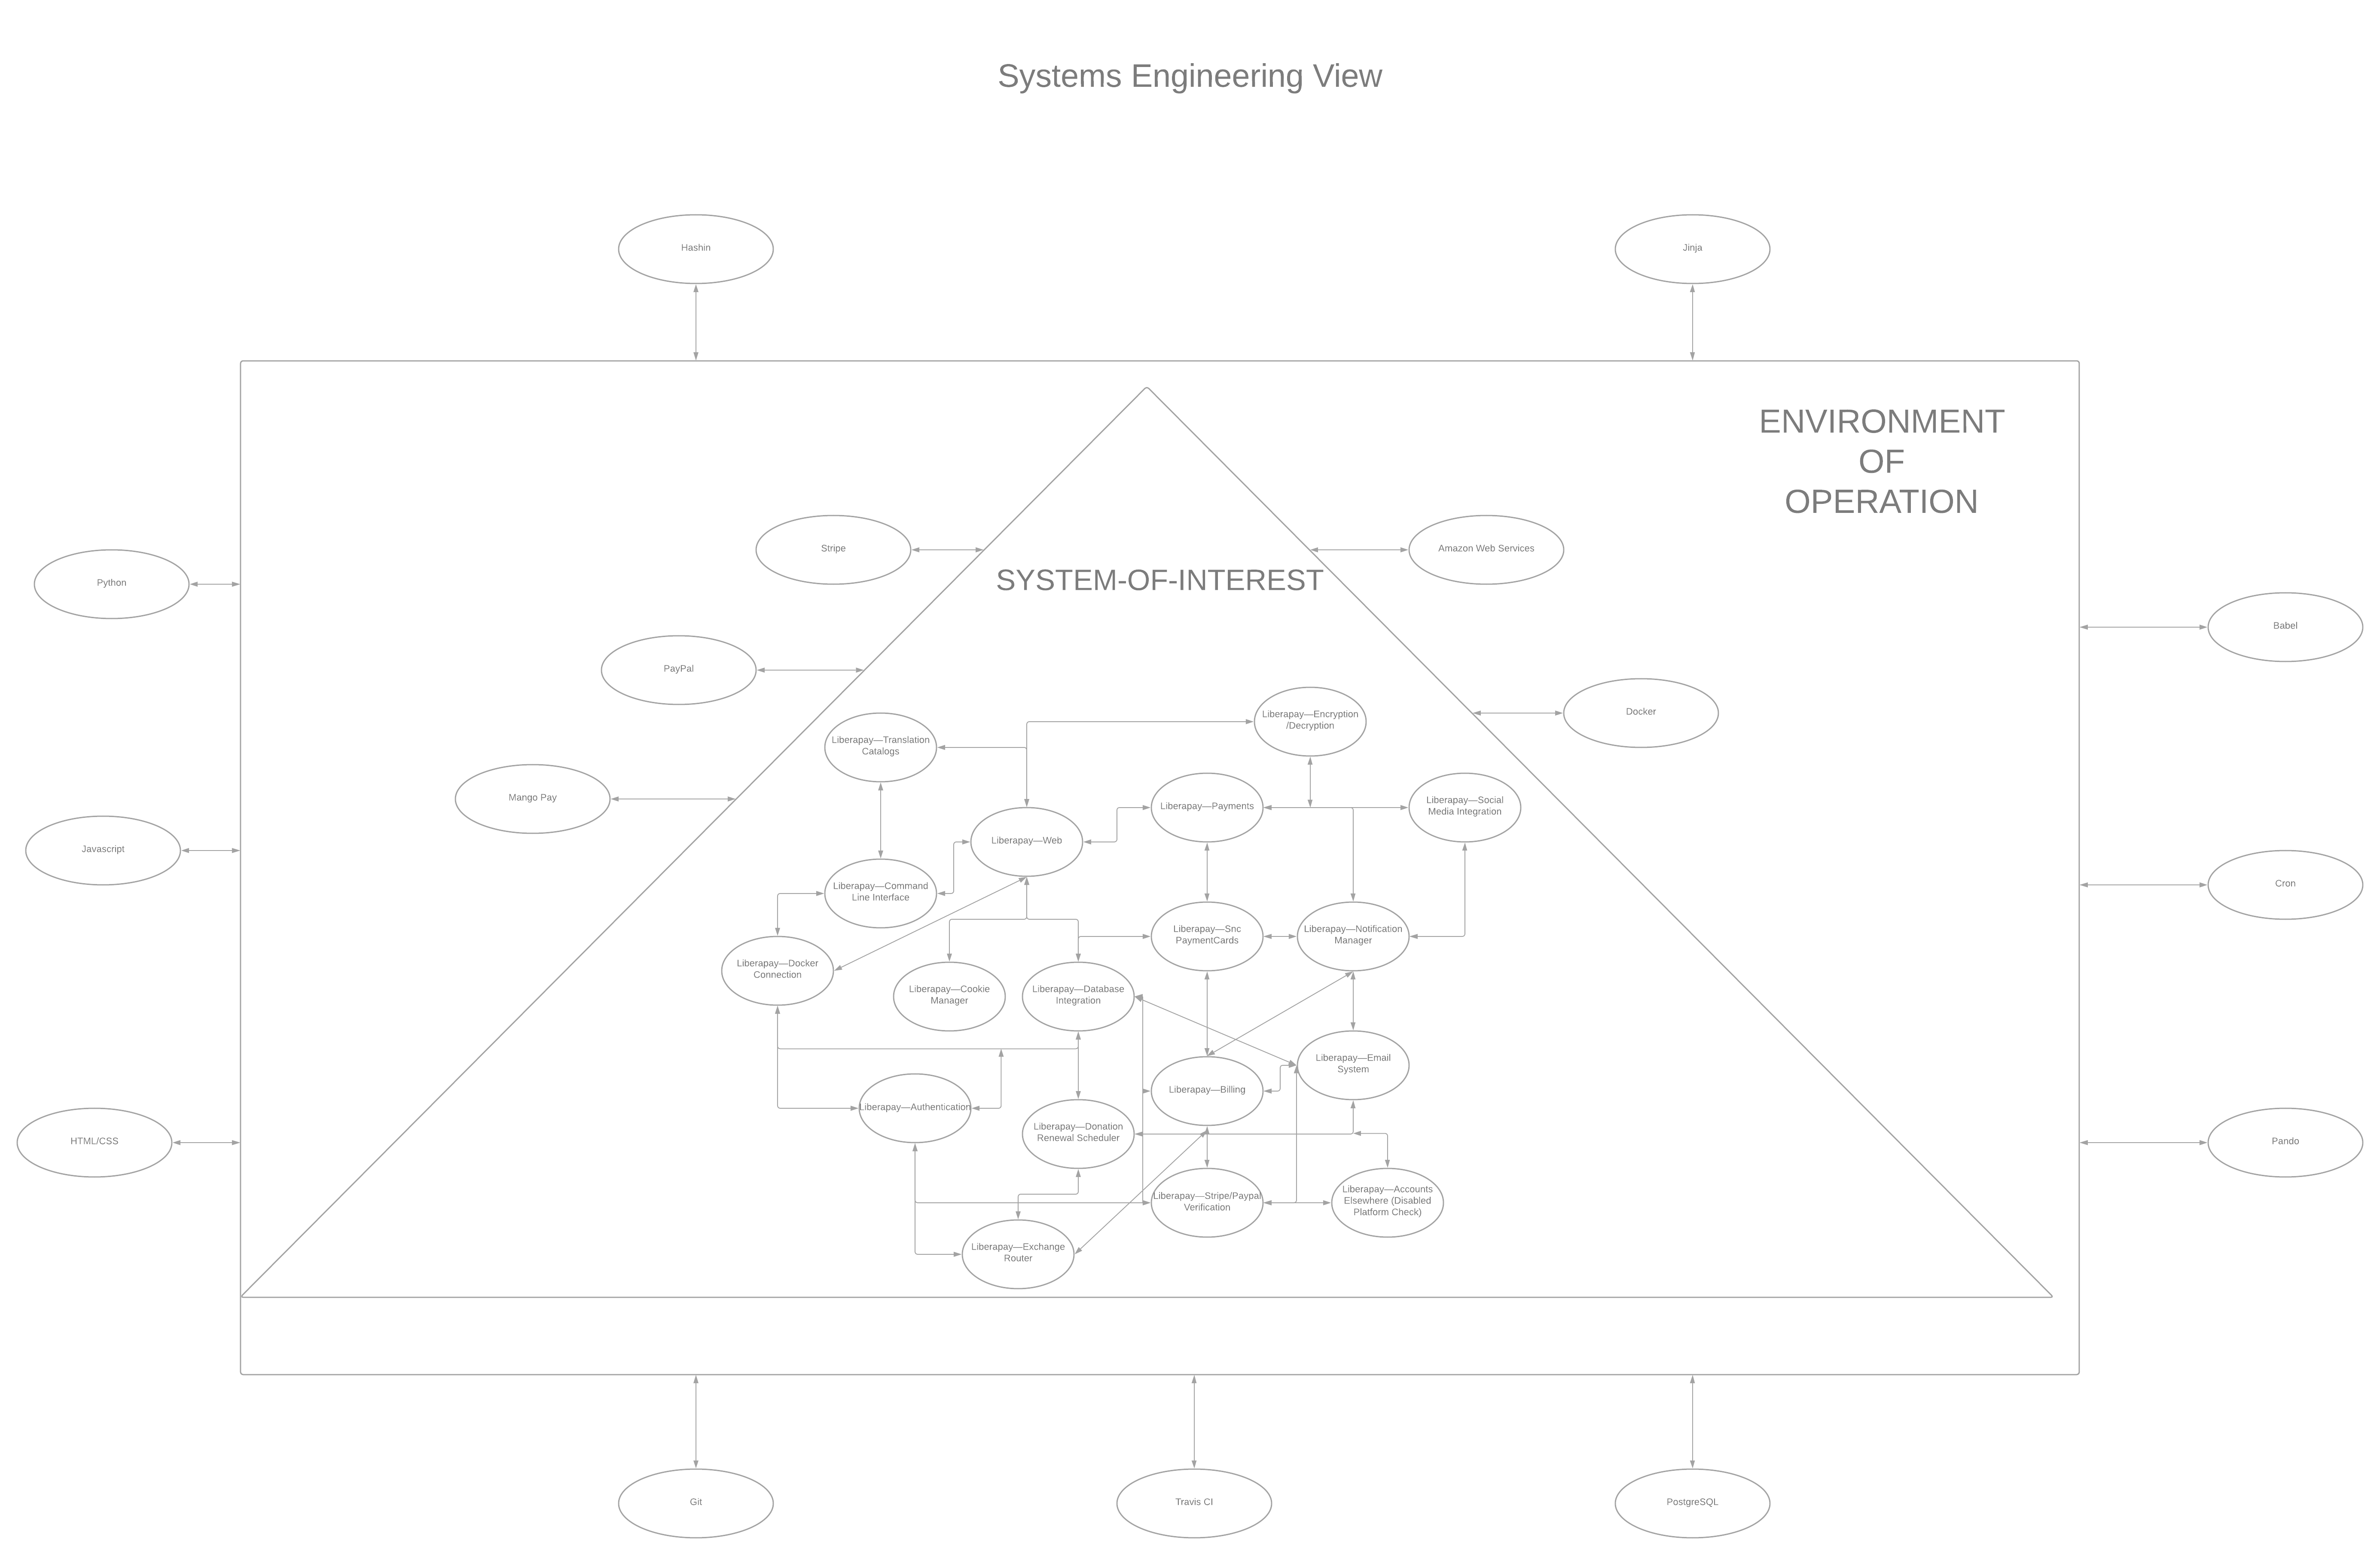 Systems Engineering View
Hashin
Jinja
ENVIRONMENT
OF
OPERATION
Stripe
Amazon Web Services
SYSTEM-OF-INTEREST
Python
Babel
PayPal
Docker
Liberapay—Encryption
/Decryption
Liberapay—Translation
Catalogs
Mango Pay
Liberapay—Payments
Liberapay—Social
Media Integration
Liberapay—Web
Javascript
Liberapay—Command
Line Interface
Cron
Liberapay—Snc
PaymentCards
Liberapay—Notification
Manager
Liberapay—Docker
Connection
Liberapay—Cookie
Manager
Liberapay—Database
Integration
Liberapay—Email
System
Liberapay—Billing
Liberapay—Authentication
Liberapay—Donation
Renewal Scheduler
HTML/CSS
Pando
Liberapay—Stripe/Paypal
Verification
Liberapay—Accounts
Elsewhere (Disabled
Platform Check)
Liberapay—Exchange
Router
Git
Travis CI
PostgreSQL